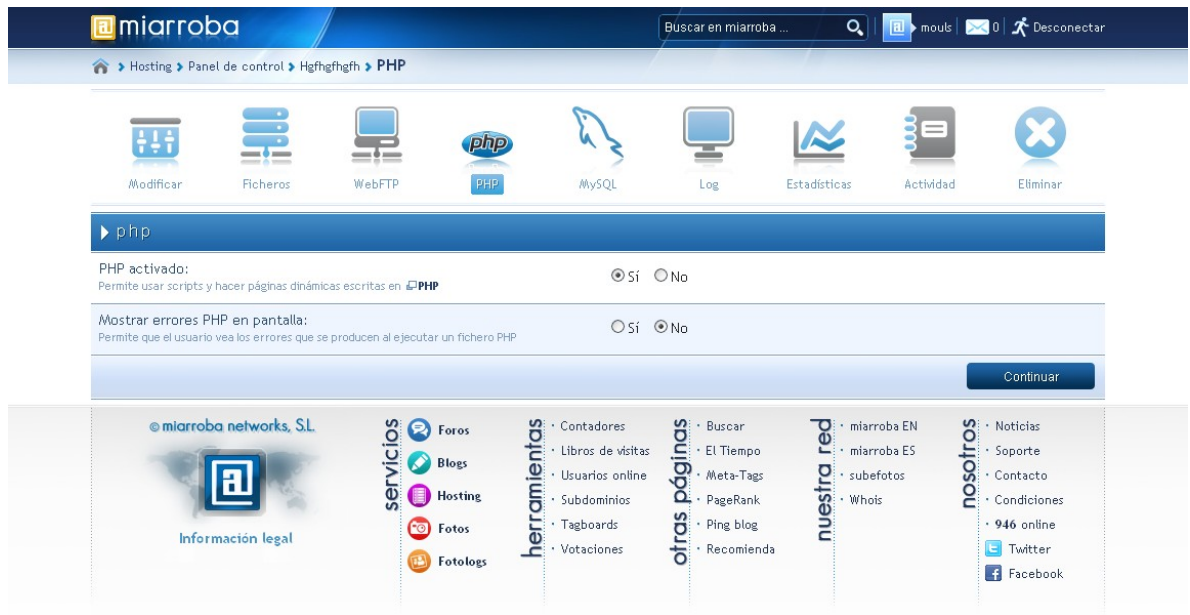 miarroba
Buscar en miarroba ...
mouls
0
Desconectar
Hosting Panel de control Hgfhgfhgfh PHP
php
Modificar
Ficheros
WebFTP
PHP
MySQL
Log
Estadísticas
Actividad
Eliminar
php
PHP activado:
Sí No
Permite usar scripts y hacer páginas dinámicas escritas en PHP
Mostrar errores PHP en pantalla:
Sí No
Permite que el usuario vea los errores que se producen al ejecutar un fichero PHP
Continuar
© miarroba networks, S.L.
Información legal
servicios
Foros
Blogs
Hosting
Fotos
Fotologs
herramientas
· Contadores
· Libros de visitas
· Usuarios online
· Subdominios
· Tagboards
· Votaciones
otras páginas
· Buscar
· El Tiempo
· Meta-Tags
· PageRank
· Ping blog
· Recomienda
nuestra red
· miarroba EN
· miarroba ES
· subefotos
· Whois
nosotros
· Noticias
· Soporte
· Contacto
· Condiciones
· 946 online
Twitter
Facebook